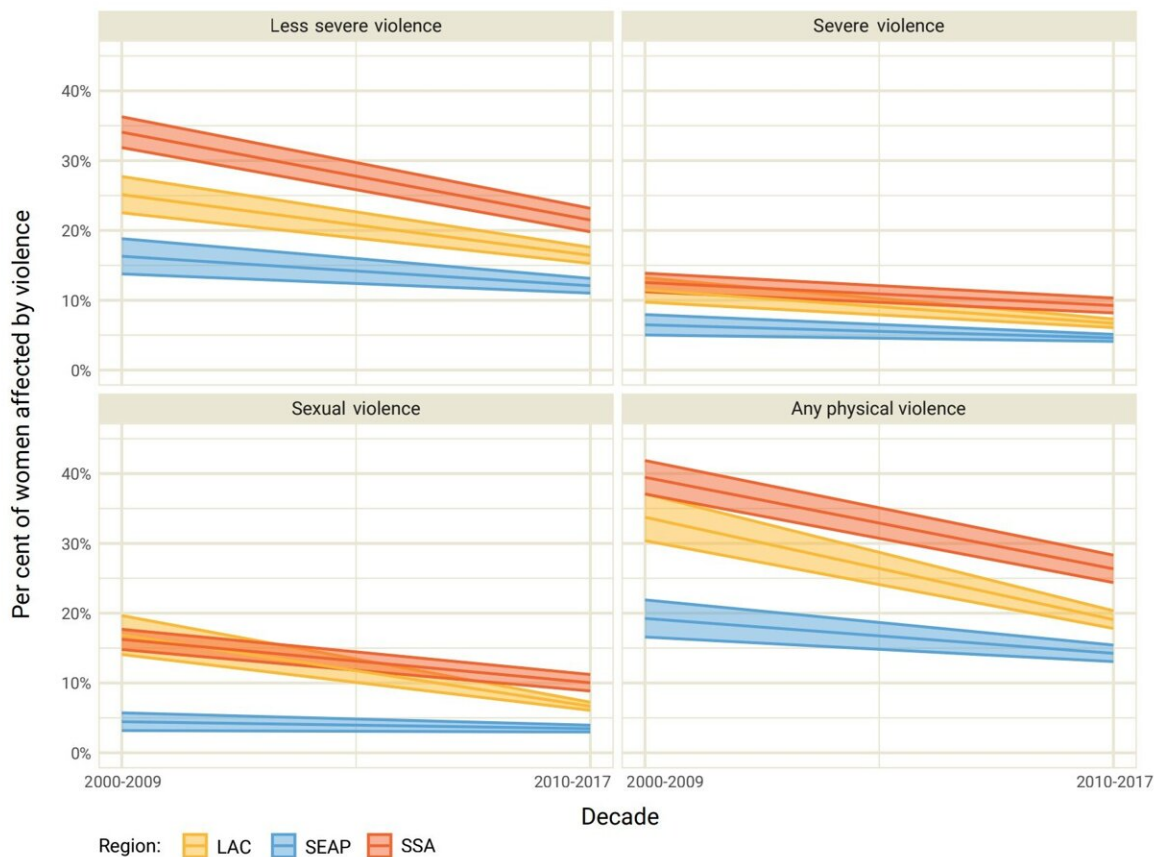 Less severe violence
Severe violence
40%
30%
20%
10%
0%
Per cent of women affected by violence
Sexual violence
Any physical violence
40%
30%
20%
10%
0%
2000-2009
2010-2017
2000-2009
2010-2017
Decade
Region: LAC SEAP SSA